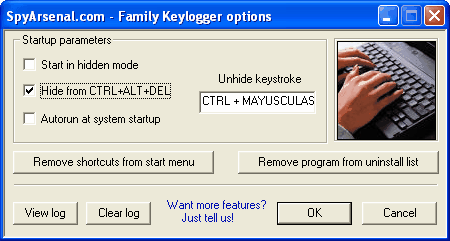 SpyArsenal.com - Family Keylogger options
Startup parameters
Start in hidden mode
Hide from CTRL+ALT+DEL
Autorun at system startup
Unhide keystroke
CTRL + MAYUSCULAS
Remove shortcuts from start menu
Remove program from uninstall list
View log
Clear log
Want more features?
Just tell us!
OK
Cancel